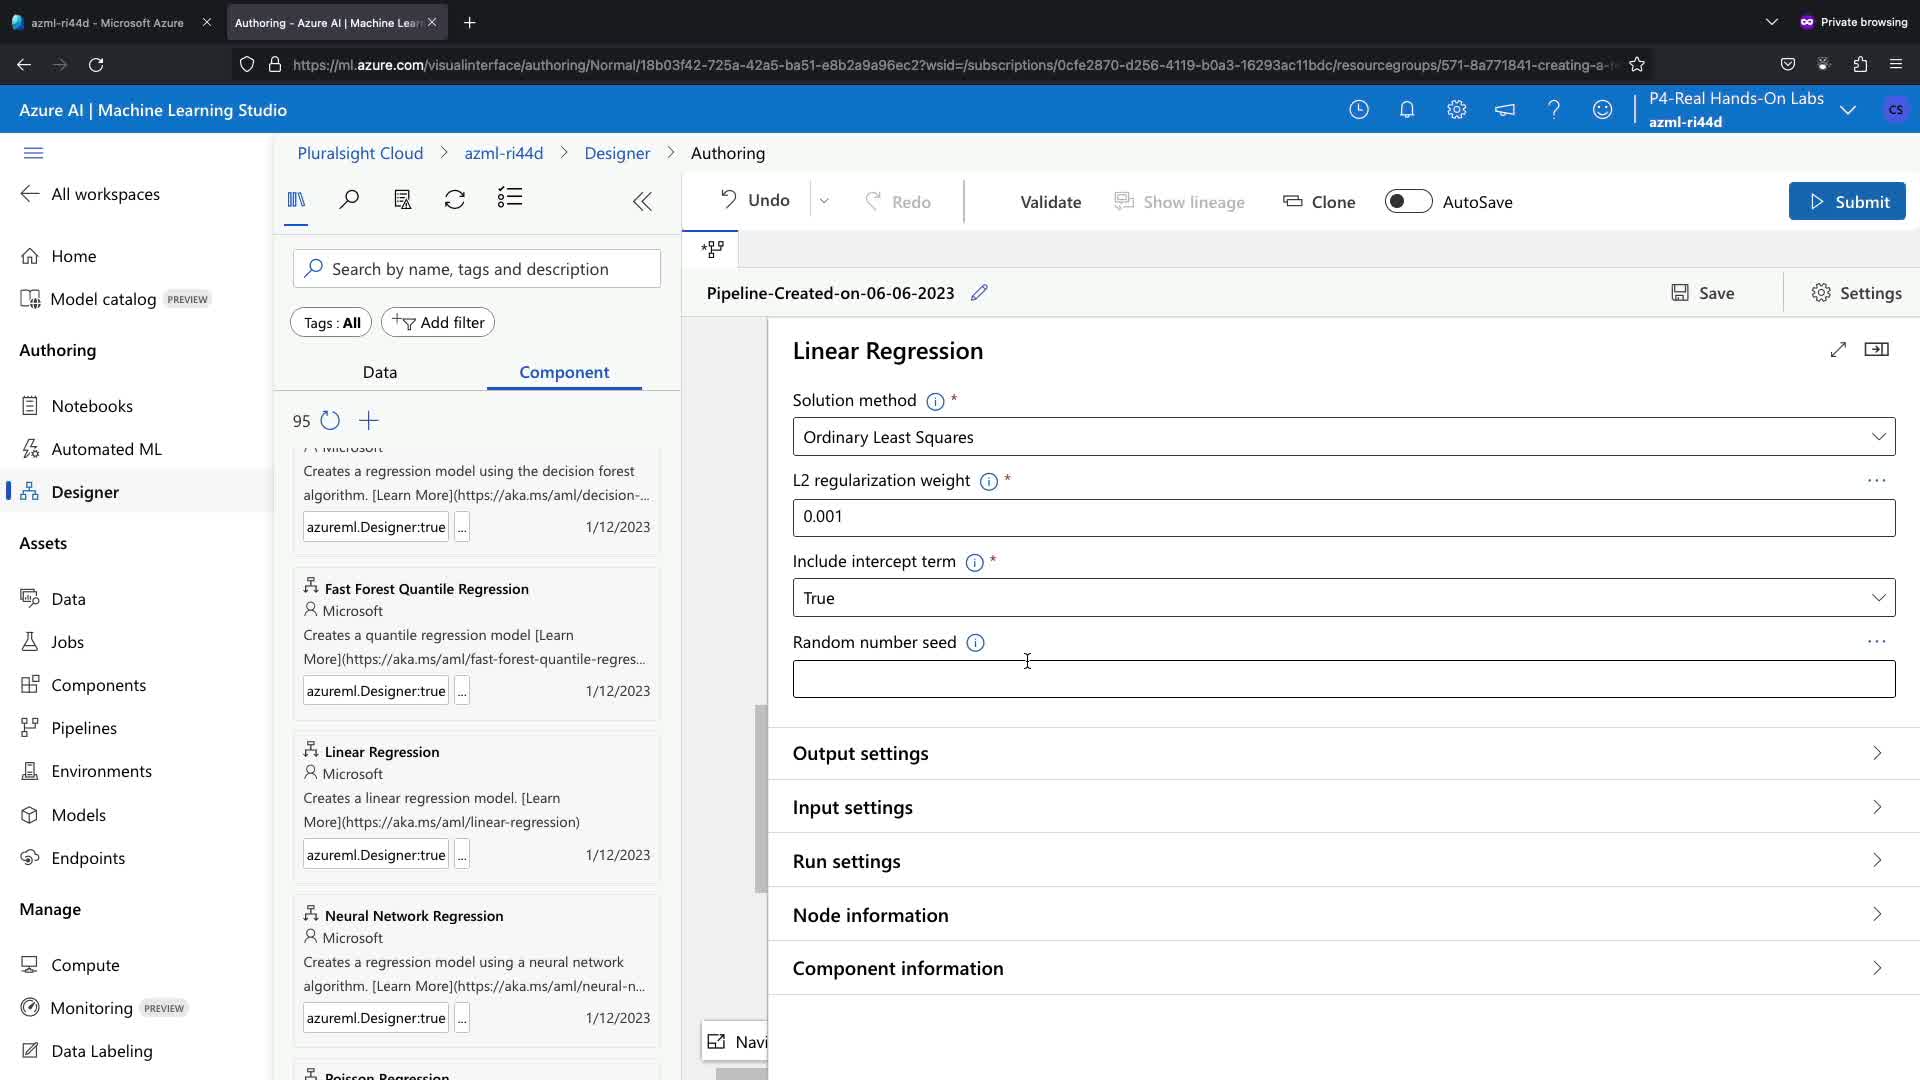 azml-ri44d - Microsoft Azure
Authoring - Azure AI | Machine Lear
Private browsing
https://ml.azure.com/visualinterface/authoring/Normal/18b03f42-725a-42a5-ba51-e8b2a9a96ec2?wsid=/subscriptions/0cfe2870-d256-4119-b0a3-16293ac11bdc/resourcegroups/571-8a771841-creating-a-
Azure AI | Machine Learning Studio
P4-Real Hands-On Labs
azml-ri44d
CS
Pluralsight Cloud > azml-ri44d > Designer > Authoring
All workspaces
Home
Model catalog PREVIEW
Authoring
Notebooks
Automated ML
Designer
Assets
Data
Jobs
Components
Pipelines
Environments
Models
Endpoints
Manage
Compute
Monitoring PREVIEW
Data Labeling
Search by name, tags and description
Tags : All
Add filter
Data
Component
95
Microsoft
Creates a regression model using the decision forest
algorithm. [Learn More](https://aka.ms/aml/decision-...
azureml.Designer:true ... 1/12/2023
Fast Forest Quantile Regression
Microsoft
Creates a quantile regression model [Learn
More](https://aka.ms/aml/fast-forest-quantile-regres...
azureml.Designer:true ... 1/12/2023
Linear Regression
Microsoft
Creates a linear regression model. [Learn
More](https://aka.ms/aml/linear-regression)
azureml.Designer:true ... 1/12/2023
Neural Network Regression
Microsoft
Creates a regression model using a neural network
algorithm. [Learn More](https://aka.ms/aml/neural-n...
azureml.Designer:true ... 1/12/2023
Poisson Regression
Undo
Redo
Validate
Show lineage
Clone
AutoSave
Submit
Pipeline-Created-on-06-06-2023
Save
Settings
Linear Regression
Solution method *
Ordinary Least Squares
L2 regularization weight *
0.001
Include intercept term *
True
Random number seed
Output settings
Input settings
Run settings
Node information
Component information
Navi